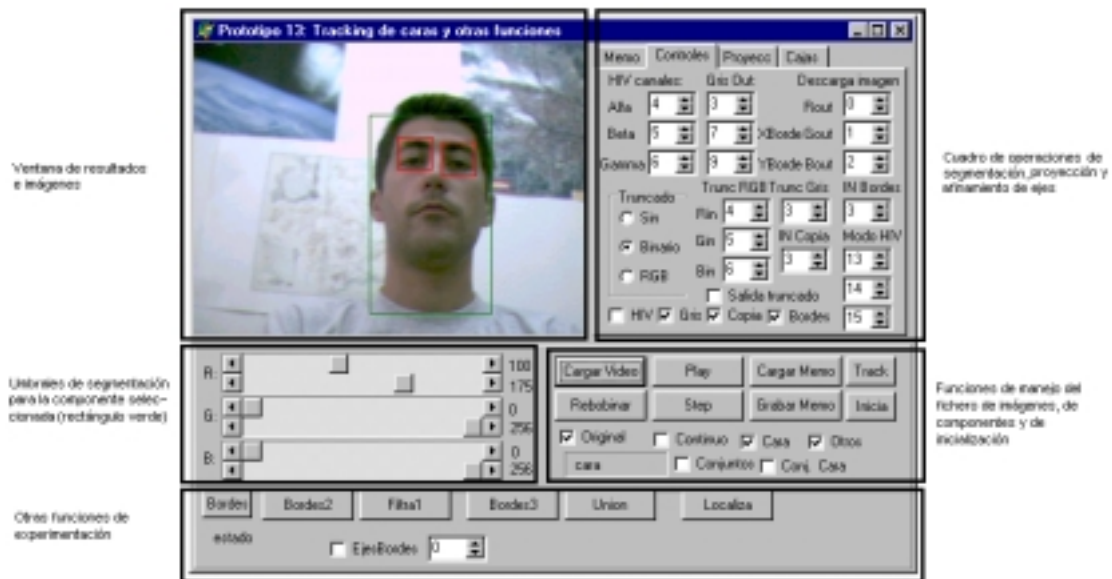 Prototipo 13: Tracking de caras y otras funciones
Ventana de resultados
e imágenes
Memo Controles Proyecc Cajas
HIV canales: Gris Out: Descarga imagen
Alfa 4 3 Rout 0
Beta 5 7 XBorde Gout 1
Gamma 6 9 YBorde Bout 2
Truncado Trunc RGB Trunc Gris IN Bordes
Sin Rin 4 3 3
Binario Gin 5 IN Copia Modo HIV
3 13
RGB Bin 6 14
Salida truncado
HIV Gris Copia Bordes 15
Cuadro de operaciones de
segmentación, proyección y
afinamiento de ejes
Umbrales de segmentación
para la componente selec-
cionada (rectángulo verde)
R: 100
175
G: 0
256
B: 0
256
Cargar Video Play Cargar Memo Track
Rebobinar Step Grabar Memo Inicia
Original Continuo Cara Otros
cara Conjuntos Conj. Cara
Funciones de manejo del
fichero de imágenes, de
componentes y de
inicialización
Otras funciones de
experimentación
Bordes Bordes2 Filtra1 Bordes3 Union Localiza
estado
EjesBordes 0